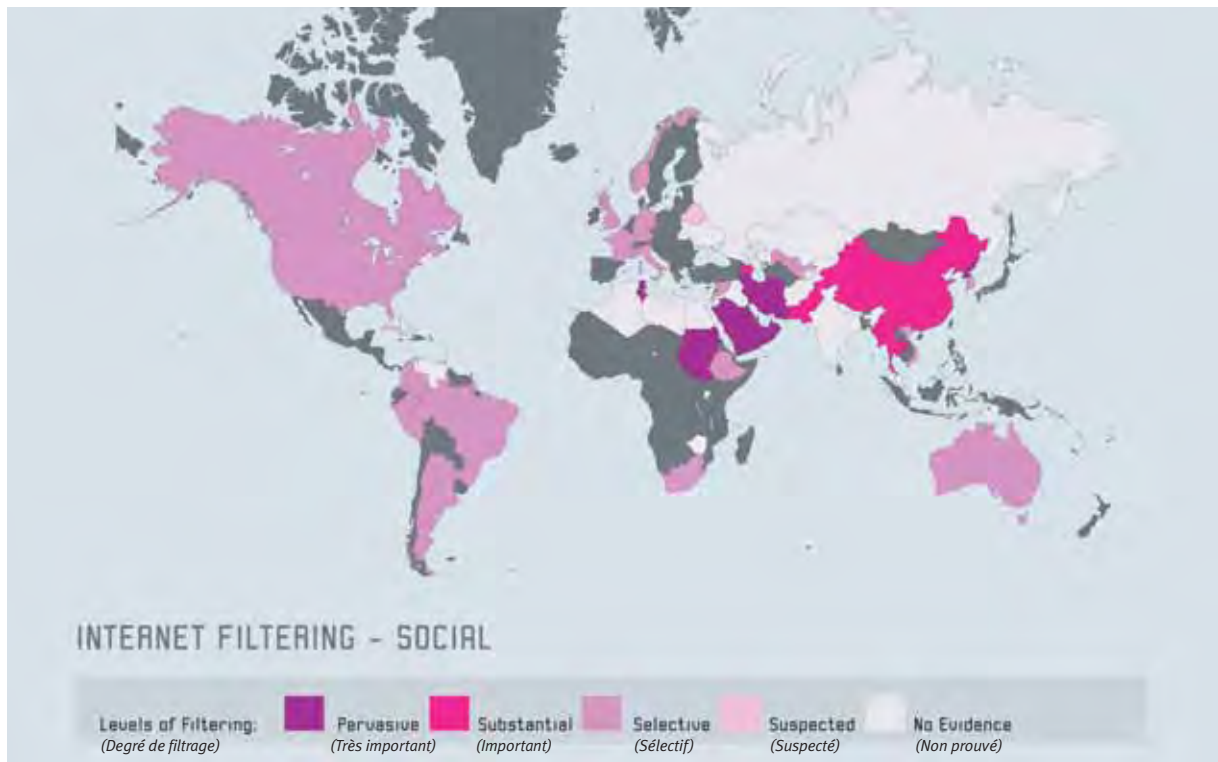 INTERNET FILTERING - SOCIAL
Levels of Filtering: Pervasive Substantial Selective Suspected No Evidence
(Degré de filtrage) (Très important) (Important) (Sélectif) (Suspecté) (Non prouvé)